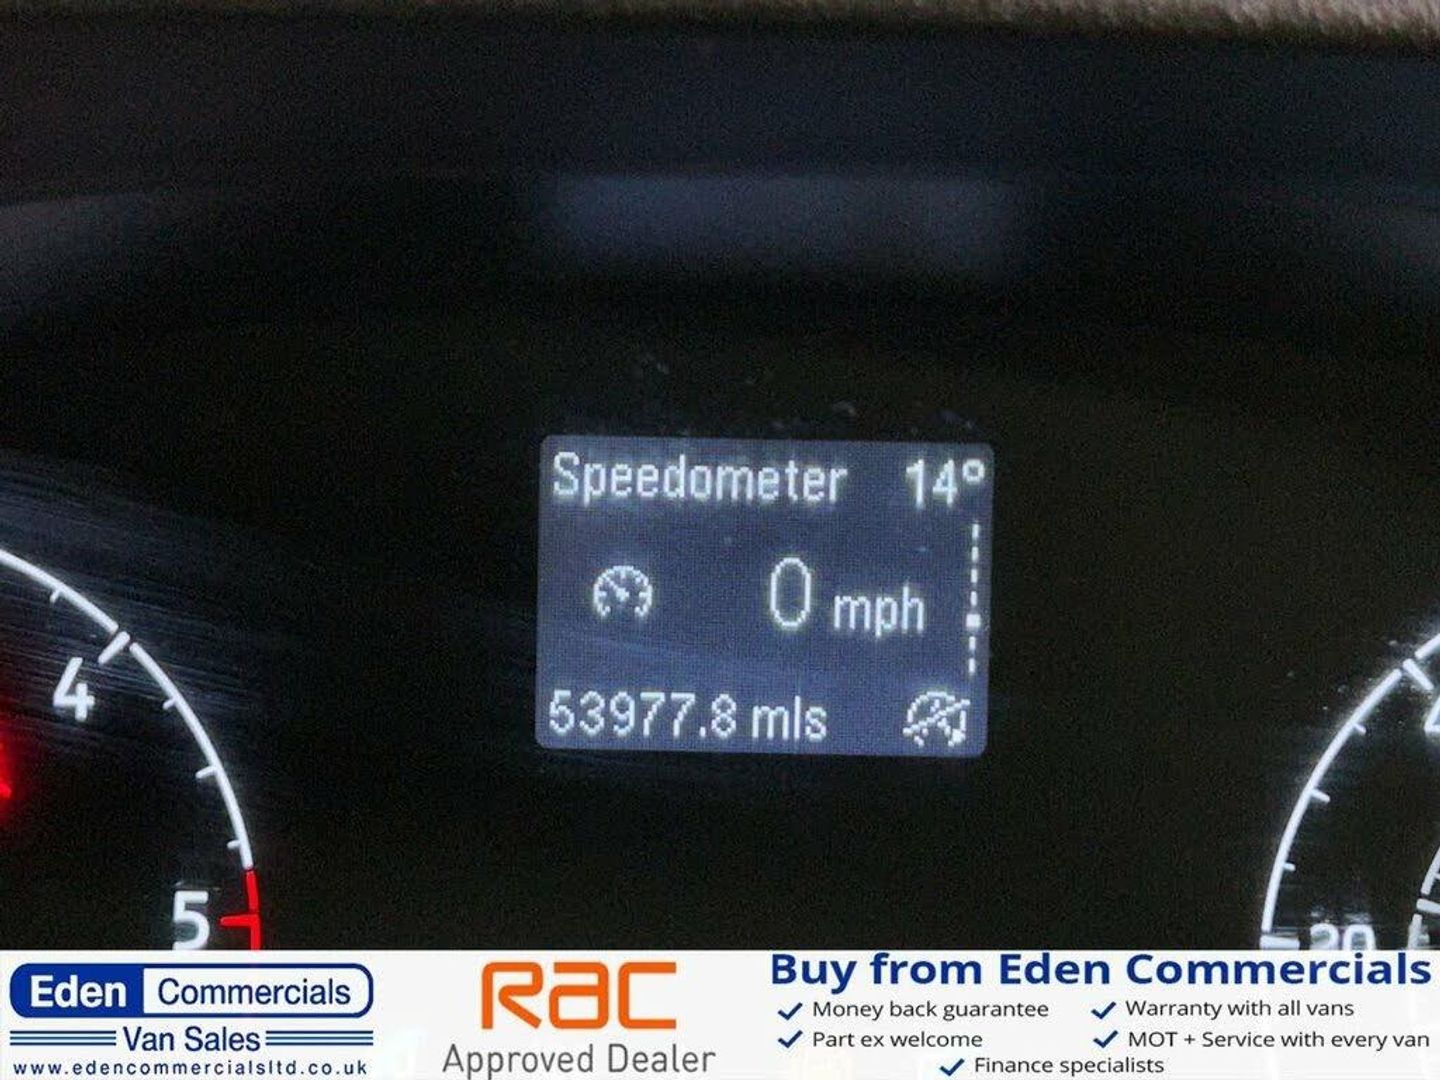 Speedometer 14°
0 mph
53977.8 mls
4
5
20
Eden Commercials
Van Sales
www.edencommercialsltd.co.uk
RAC
Approved Dealer
Buy from Eden Commercials
Money back guarantee
Warranty with all vans
Part ex welcome
MOT + Service with every van
Finance specialists